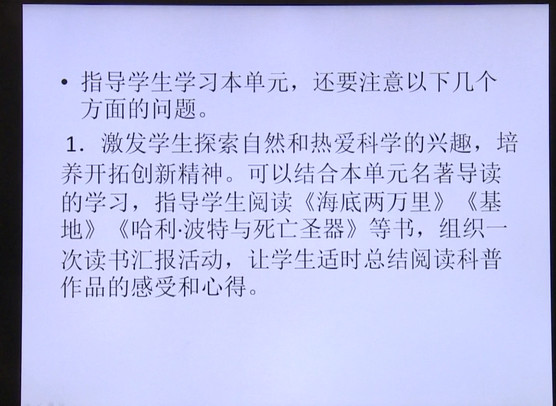 • 指导学生学习本单元，还要注意以下几个
方面的问题。
1. 激发学生探索自然和热爱科学的兴趣，培
养开拓创新精神。可以结合本单元名著导读
的学习，指导学生阅读《海底两万里》《基
地》《哈利·波特与死亡圣器》等书，组织一
次读书汇报活动，让学生适时总结阅读科普
作品的感受和心得。